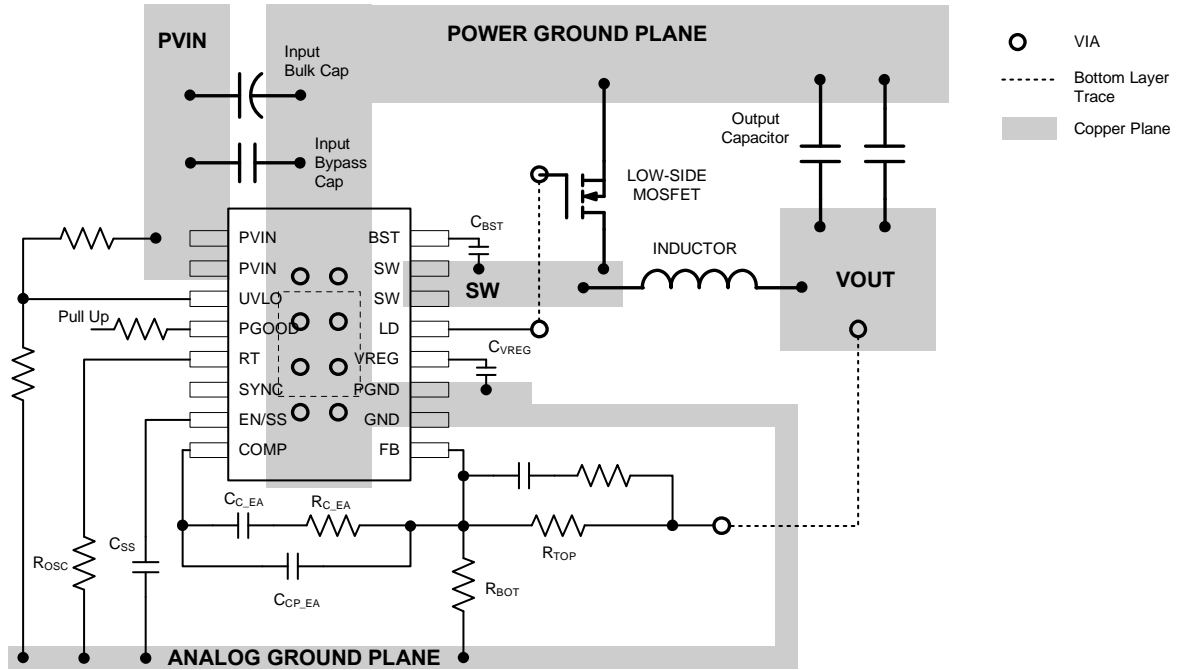 PVIN
POWER GROUND PLANE
Input
Bulk Cap
VIA
Bottom Layer
Trace
Copper Plane
Output
Capacitor
Input
Bypass
Cap
LOW-SIDE
MOSFET
CBST
PVIN
BST
INDUCTOR
PVIN
SW
SW
VOUT
UVLO
SW
Pull Up
PGOOD
LD
CVREG
RT
VREG
SYNC
PGND
EN/SS
GND
COMP
FB
CC_EA
RC_EA
RTOP
CSS
ROSC
CCP_EA
RBOT
ANALOG GROUND PLANE